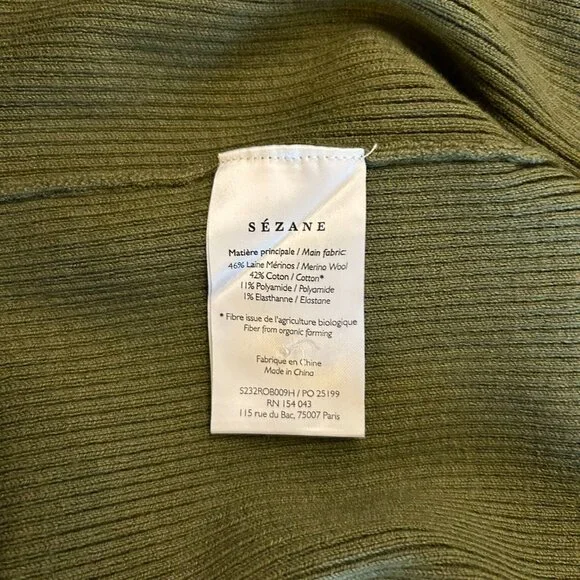 SÉZANE
Matière principale / Main fabric:
46% Laine Mérinos / Merino Wool
42% Coton / Cotton*
11% Polyamide / Polyamide
1% Elasthanne / Elastane
* Fibre issue de l'agriculture biologique
Fiber from organic farming
Fabriqué en Chine
Made in China
S232ROB009H / PO 25199
RN 154 043
115 rue du Bac, 75007 Paris